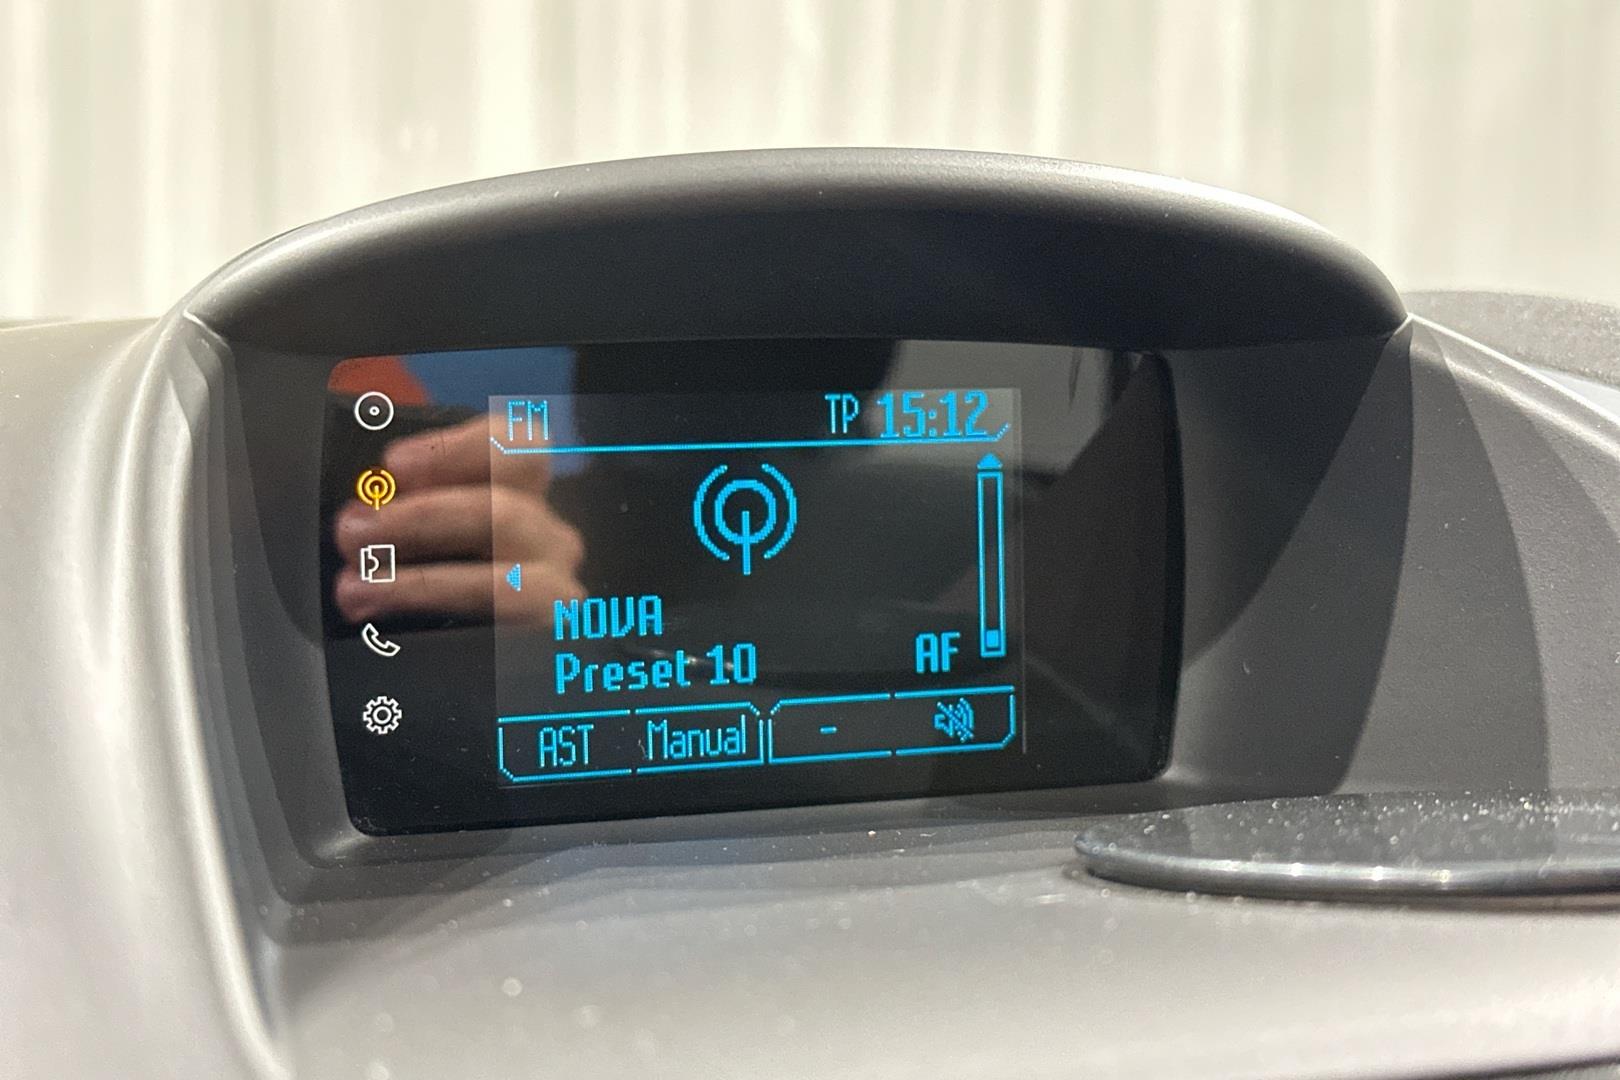 FM TP 15:12
NOVA
Preset 10 AF
AST Manual -